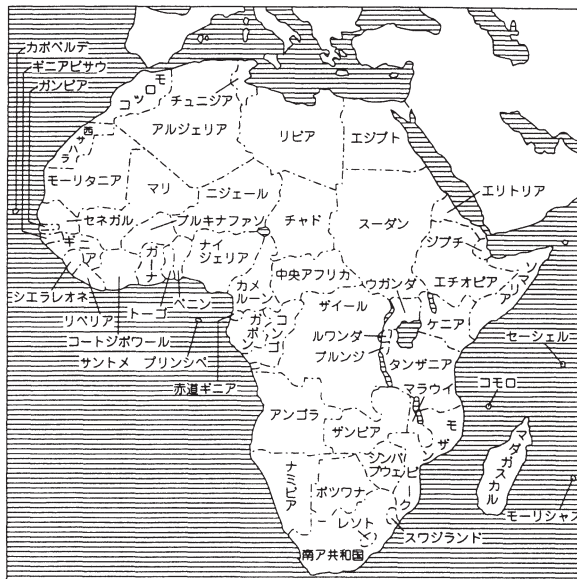 カボベルデ
ギニアビサウ
ガンビア
モロッコ
チュニジア
西サハラ
アルジェリア
リビア
エジプト
モーリタニア
マリ
ニジェール
エリトリア
セネガル
ブルキナファソ
チャド
スーダン
ギニア
ガーナ
ナイ
ジェリア
ジプチ
ソマリア
エチオピア
中央アフリカ
カメ
ルーン
ウガンダ
シエラレオネ
ザイール
トーゴ
ベニン
リベリア
ガボン
コンゴ
ルワンダ
ケニア
コートジボワール
ブルンジ
セーシェル
サントメ プリンシペ
タンザニア
赤道ギニア
マラウイ
コモロ
アンゴラ
ザンビア
モザンビーク
マダガスカル
ジンバ
ブウェ
ナミビア
ボツワナ
モーリシャス
レソト
スワジランド
南ア共和国